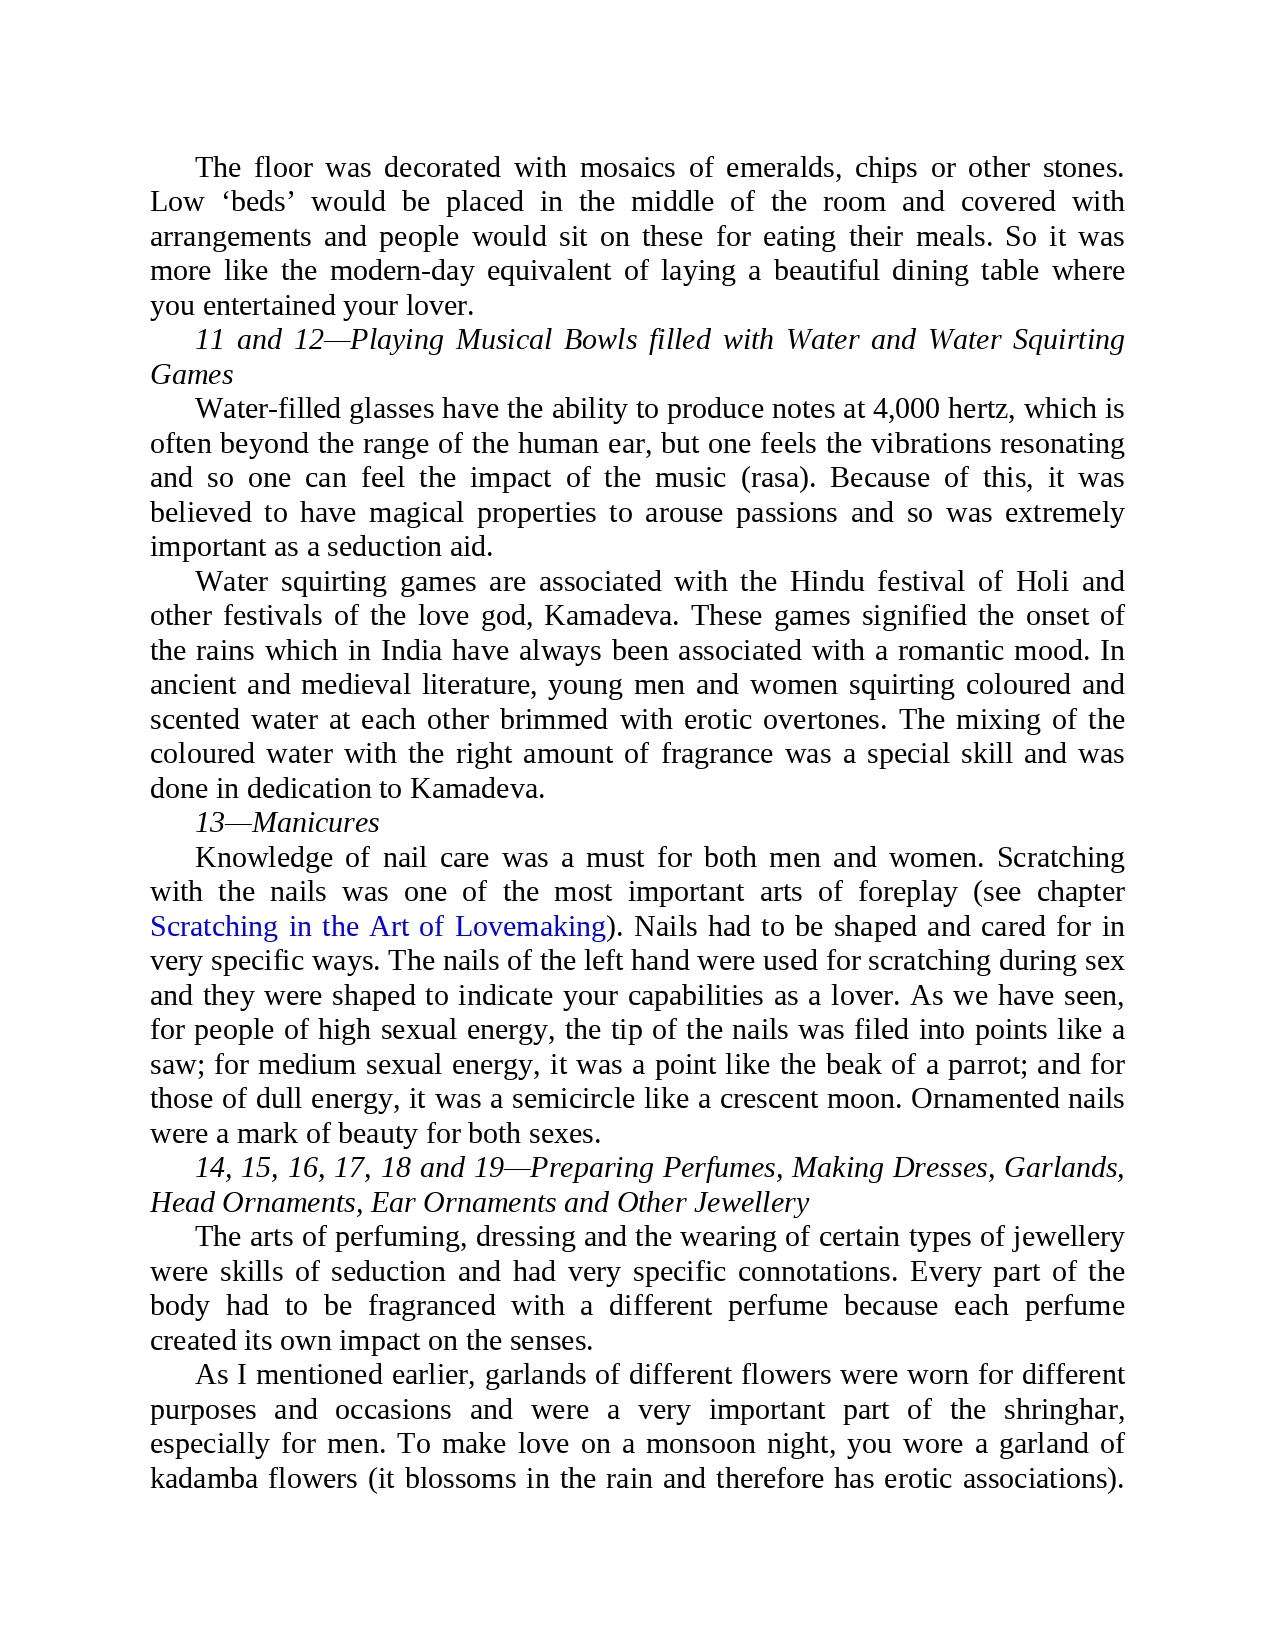 The floor was decorated with mosaics of emeralds, chips or other stones.
Low ‘beds’ would be placed in the middle of the room and covered with
arrangements and people would sit on these for eating their meals. So it was
more like the modern-day equivalent of laying a beautiful dining table where
you entertained your lover.
11 and 12—Playing Musical Bowls filled with Water and Water Squirting
Games
Water-filled glasses have the ability to produce notes at 4,000 hertz, which is
often beyond the range of the human ear, but one feels the vibrations resonating
and so one can feel the impact of the music (rasa). Because of this, it was
believed to have magical properties to arouse passions and so was extremely
important as a seduction aid.
Water squirting games are associated with the Hindu festival of Holi and
other festivals of the love god, Kamadeva. These games signified the onset of
the rains which in India have always been associated with a romantic mood. In
ancient and medieval literature, young men and women squirting coloured and
scented water at each other brimmed with erotic overtones. The mixing of the
coloured water with the right amount of fragrance was a special skill and was
done in dedication to Kamadeva.
13—Manicures
Knowledge of nail care was a must for both men and women. Scratching
with the nails was one of the most important arts of foreplay (see chapter
Scratching in the Art of Lovemaking). Nails had to be shaped and cared for in
very specific ways. The nails of the left hand were used for scratching during sex
and they were shaped to indicate your capabilities as a lover. As we have seen,
for people of high sexual energy, the tip of the nails was filed into points like a
saw; for medium sexual energy, it was a point like the beak of a parrot; and for
those of dull energy, it was a semicircle like a crescent moon. Ornamented nails
were a mark of beauty for both sexes.
14, 15, 16, 17, 18 and 19—Preparing Perfumes, Making Dresses, Garlands,
Head Ornaments, Ear Ornaments and Other Jewellery
The arts of perfuming, dressing and the wearing of certain types of jewellery
were skills of seduction and had very specific connotations. Every part of the
body had to be fragranced with a different perfume because each perfume
created its own impact on the senses.
As I mentioned earlier, garlands of different flowers were worn for different
purposes and occasions and were a very important part of the shringhar,
especially for men. To make love on a monsoon night, you wore a garland of
kadamba flowers (it blossoms in the rain and therefore has erotic associations).